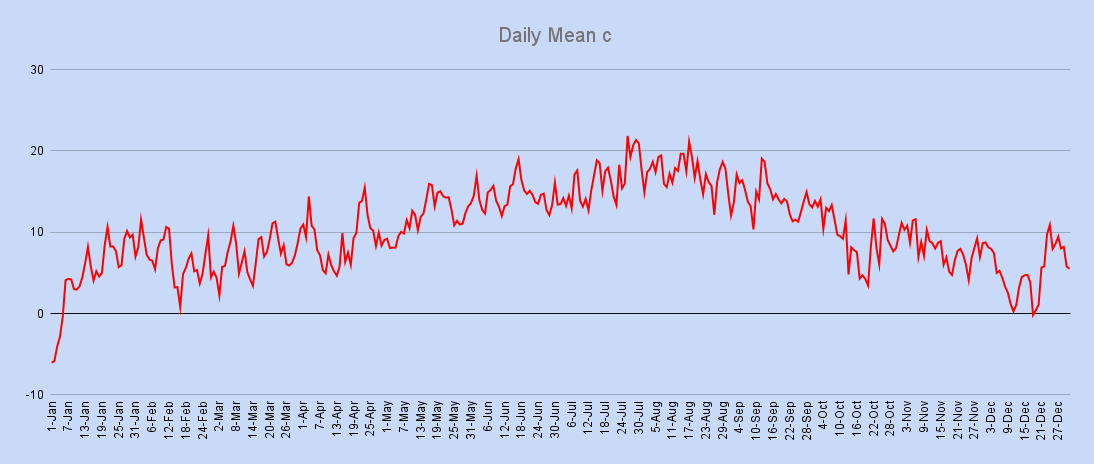 Daily Mean c
30
20
10
0
-10
1-Jan
7-Jan
13-Jan
19-Jan
25-Jan
31-Jan
6-Feb
12-Feb
18-Feb
24-Feb
2-Mar
8-Mar
14-Mar
20-Mar
26-Mar
1-Apr
7-Apr
13-Apr
19-Apr
25-Apr
1-May
7-May
13-May
19-May
25-May
31-May
6-Jun
12-Jun
18-Jun
24-Jun
30-Jun
6-Jul
12-Jul
18-Jul
24-Jul
30-Jul
5-Aug
11-Aug
17-Aug
23-Aug
29-Aug
4-Sep
10-Sep
16-Sep
22-Sep
28-Sep
4-Oct
10-Oct
16-Oct
22-Oct
28-Oct
3-Nov
9-Nov
15-Nov
21-Nov
27-Nov
3-Dec
9-Dec
15-Dec
21-Dec
27-Dec